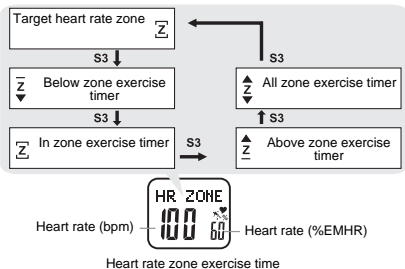 Target heart rate zone
Z
S3
S3
Z
Below zone exercise
timer
Z
All zone exercise timer
S3
S3
Z
In zone exercise timer
S3
Z
Above zone exercise
timer
HR ZONE
Heart rate (bpm)
100
60
Heart rate (%EMHR)
Heart rate zone exercise time